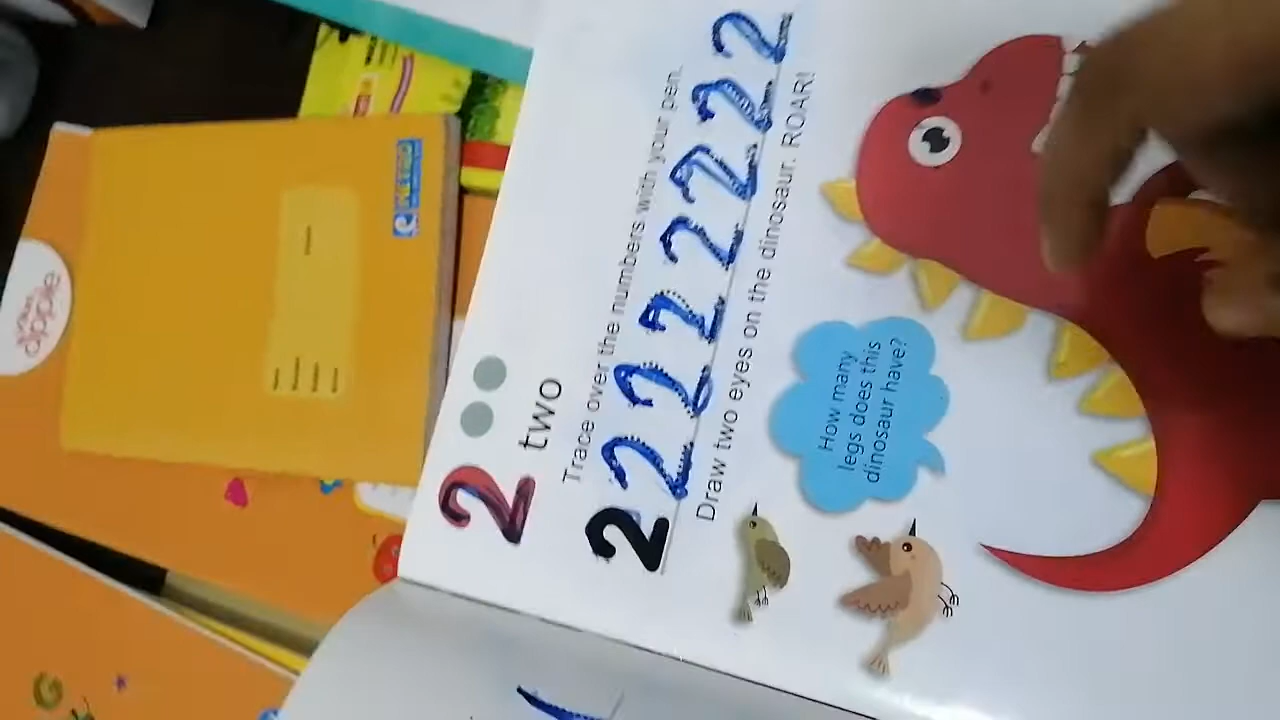 2
two
Trace over the numbers with your pen.
2 2 2 2 2 2 2 2
Draw two eyes on the dinosaur. ROAR!
How many
legs does this
dinosaur have?
apple